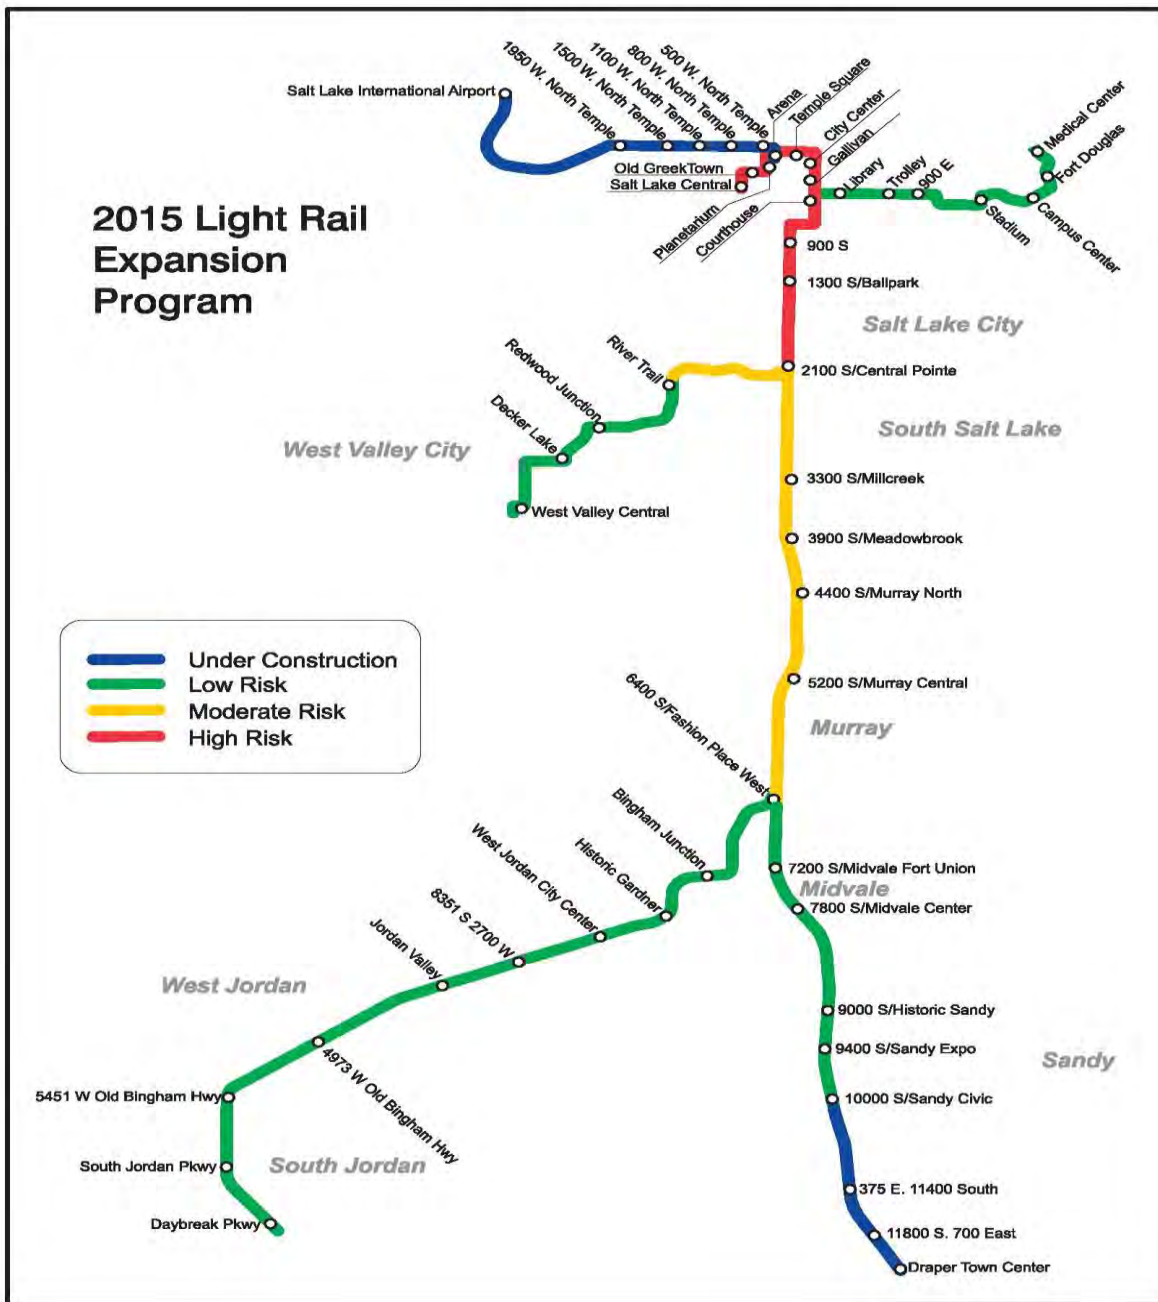 1950 W. North Temple
1500 W. North Temple
1100 W. North Temple
800 W. North Temple
500 W. North Temple
Arena
Temple Square
City Center
Gallivan
Salt Lake International Airport
Old GreekTown
Salt Lake Central
Planetarium
Courthouse
Library
Trolley
900 E
Stadium
Campus Center
Fort Douglas
Medical Center
2015 Light Rail
Expansion
Program
900 S
1300 S/Ballpark
Salt Lake City
2100 S/Central Pointe
River Trail
Redwood Junction
Decker Lake
West Valley City
West Valley Central
South Salt Lake
3300 S/Millcreek
3900 S/Meadowbrook
4400 S/Murray North
5200 S/Murray Central
Murray
Under Construction
Low Risk
Moderate Risk
High Risk
6400 S/Fashion Place West
Bingham Junction
Historic Gardner
West Jordan City Center
8351 S 2700 W
Jordan Valley
West Jordan
7200 S/Midvale Fort Union
Midvale
7800 S/Midvale Center
9000 S/Historic Sandy
9400 S/Sandy Expo
Sandy
10000 S/Sandy Civic
4973 W Old Bingham Hwy
5451 W Old Bingham Hwy
South Jordan Pkwy
South Jordan
Daybreak Pkwy
375 E. 11400 South
11800 S. 700 East
Draper Town Center